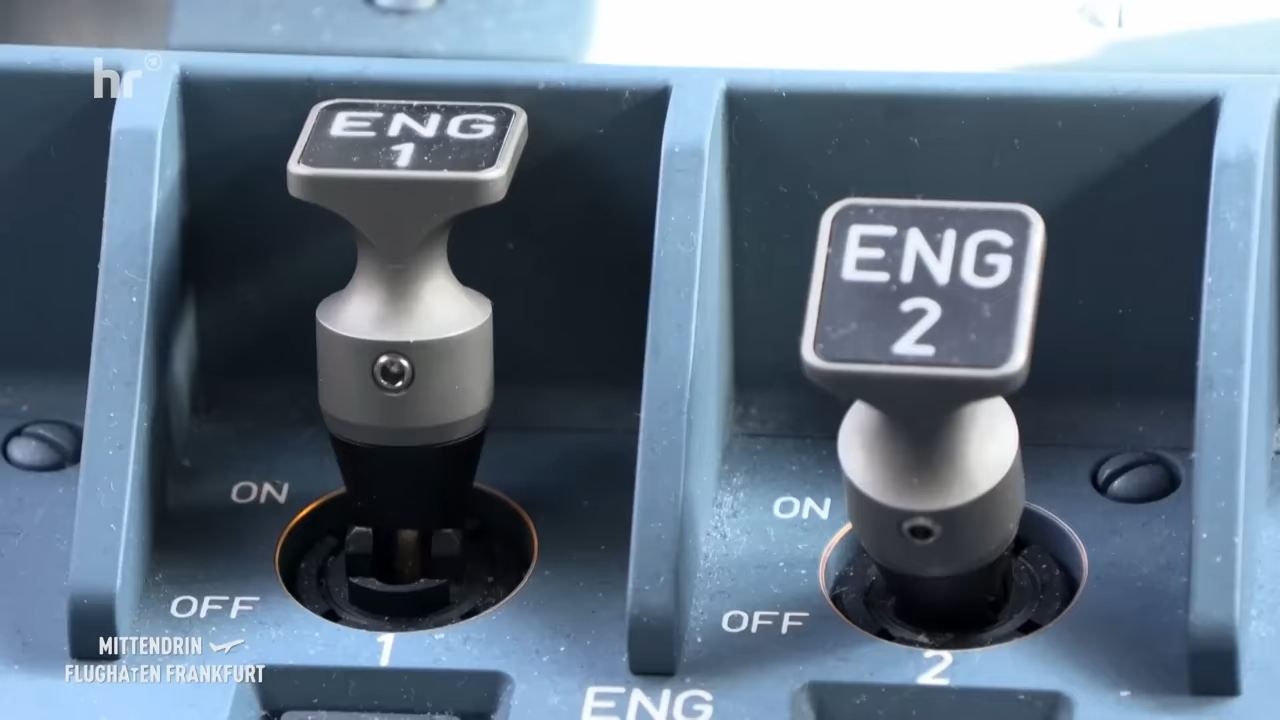 hr
ENG
1
ENG
2
ON
OFF
1
ON
OFF
2
ENG
MITTENDRIN
FLUGHAFEN FRANKFURT